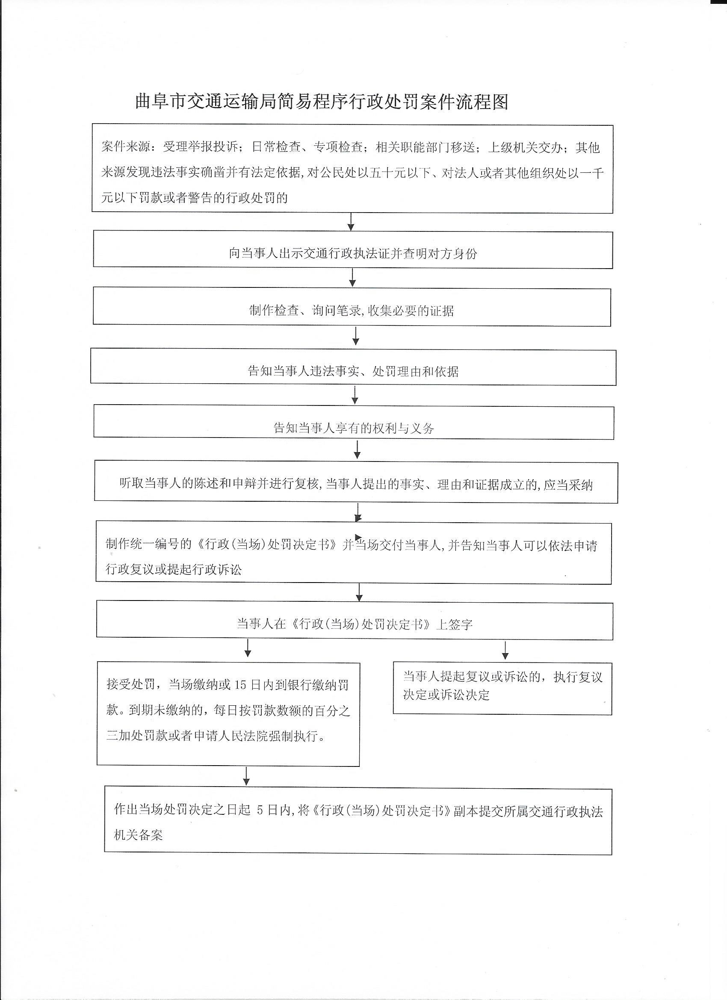 曲阜市交通运输局简易程序行政处罚案件流程图
案件来源：受理举报投诉；日常检查、专项检查；相关职能部门移送；上级机关交办；其他
来源发现违法事实确凿并有法定依据,对公民处以五十元以下、对法人或者其他组织处以一千
元以下罚款或者警告的行政处罚的
向当事人出示交通行政执法证并查明对方身份
制作检查、询问笔录,收集必要的证据
告知当事人违法事实、处罚理由和依据
告知当事人享有的权利与义务
听取当事人的陈述和申辩并进行复核,当事人提出的事实、理由和证据成立的,应当采纳
制作统一编号的《行政(当场)处罚决定书》并当场交付当事人,并告知当事人可以依法申请
行政复议或提起行政诉讼
当事人在《行政(当场)处罚决定书》上签字
接受处罚，当场缴纳或 15 日内到银行缴纳罚
款。到期未缴纳的，每日按罚款数额的百分之
三加处罚款或者申请人民法院强制执行。
当事人提起复议或诉讼的，执行复议
决定或诉讼决定
作出当场处罚决定之日起 5 日内,将《行政(当场)处罚决定书》副本提交所属交通行政执法
机关备案